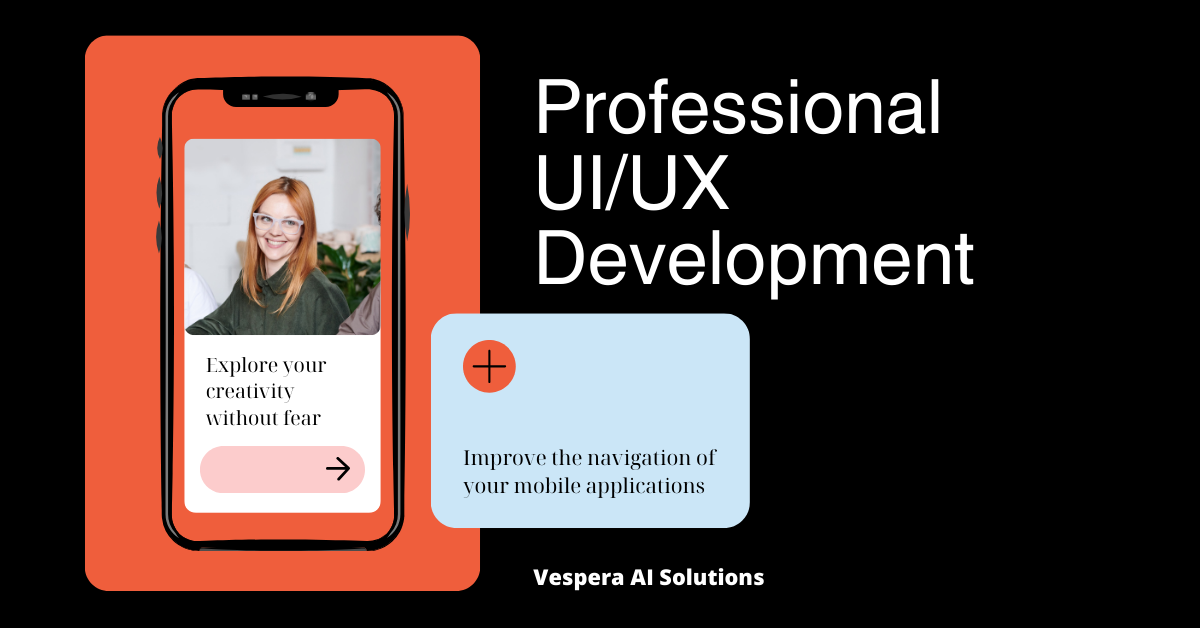 Professional
UI/UX
Development
Explore your
creativity
without fear
Improve the navigation of
your mobile applications
Vespera AI Solutions